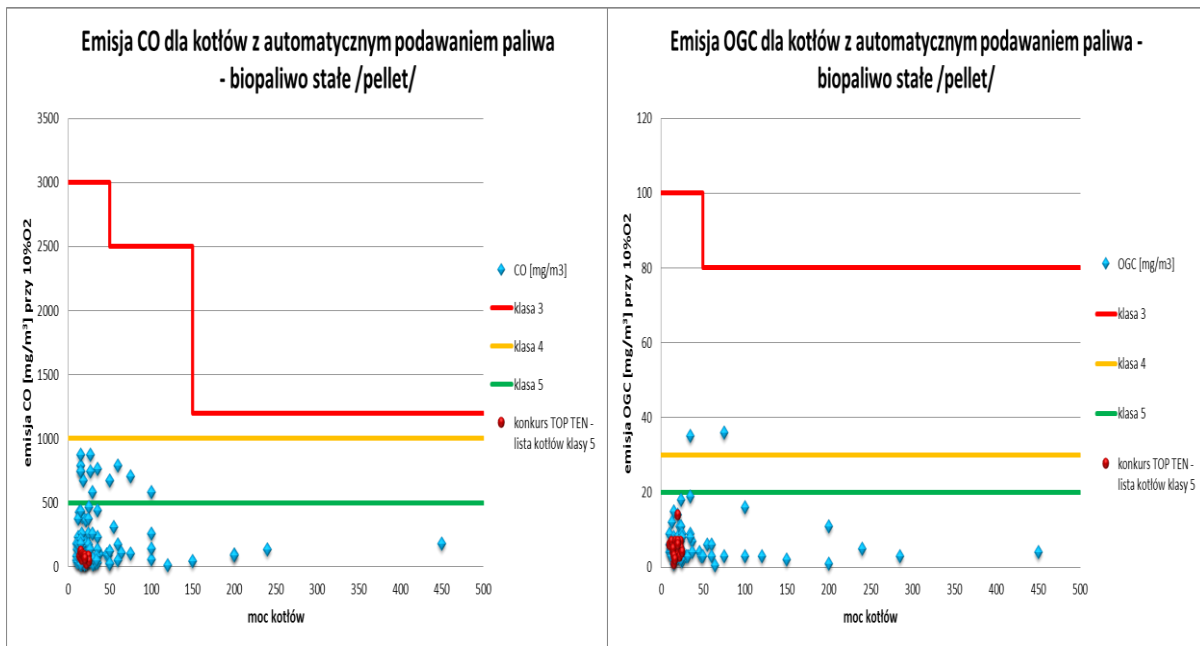 Emisja CO dla kotłów z automatycznym podawaniem paliwa
- biopaliwo stałe /pellet/
3500
3000
2500
2000
1500
1000
500
0
emisja CO [mg/m³] przy 10%O2
0 50 100 150 200 250 300 350 400 450 500
moc kotłów
CO [mg/m3]
klasa 3
klasa 4
klasa 5
konkurs TOP TEN -
lista kotłów klasy 5
Emisja OGC dla kotłów z automatycznym podawaniem paliwa -
biopaliwo stałe /pellet/
120
100
80
60
40
20
0
emisja OGC [mg/m³] przy 10%O2
0 50 100 150 200 250 300 350 400 450 500
moc kotłów
OGC [mg/m3]
klasa 3
klasa 4
klasa 5
konkurs TOP TEN -
lista kotłów klasy 5